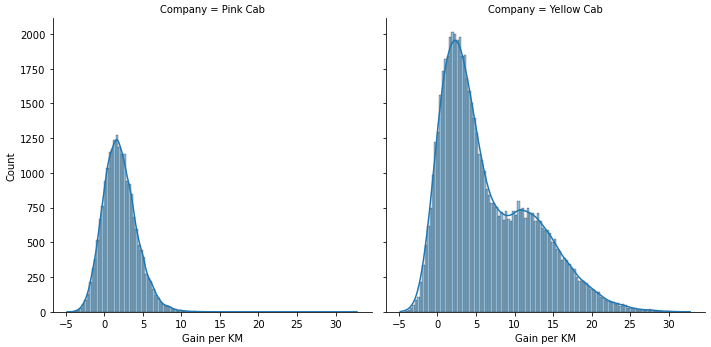 Company = Pink Cab
Company = Yellow Cab
2000
1750
1500
1250
1000
750
500
250
0
Count
−5 0 5 10 15 20 25 30
−5 0 5 10 15 20 25 30
Gain per KM
Gain per KM